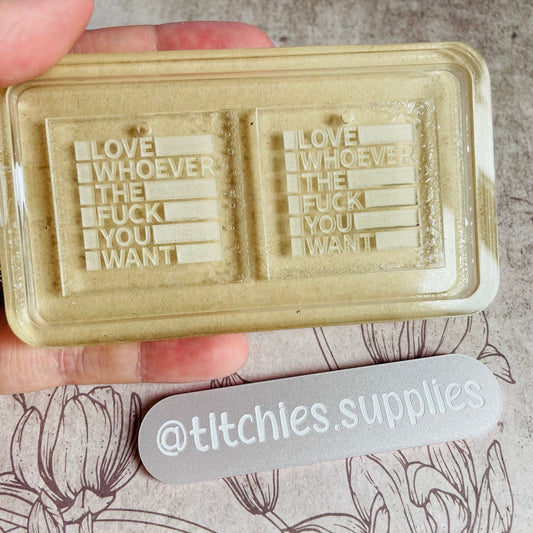 LOVE
WHOEVER
THE
FUCK
YOU
WANT
LOVE
WHOEVER
THE
FUCK
YOU
WANT
@titchies.supplies